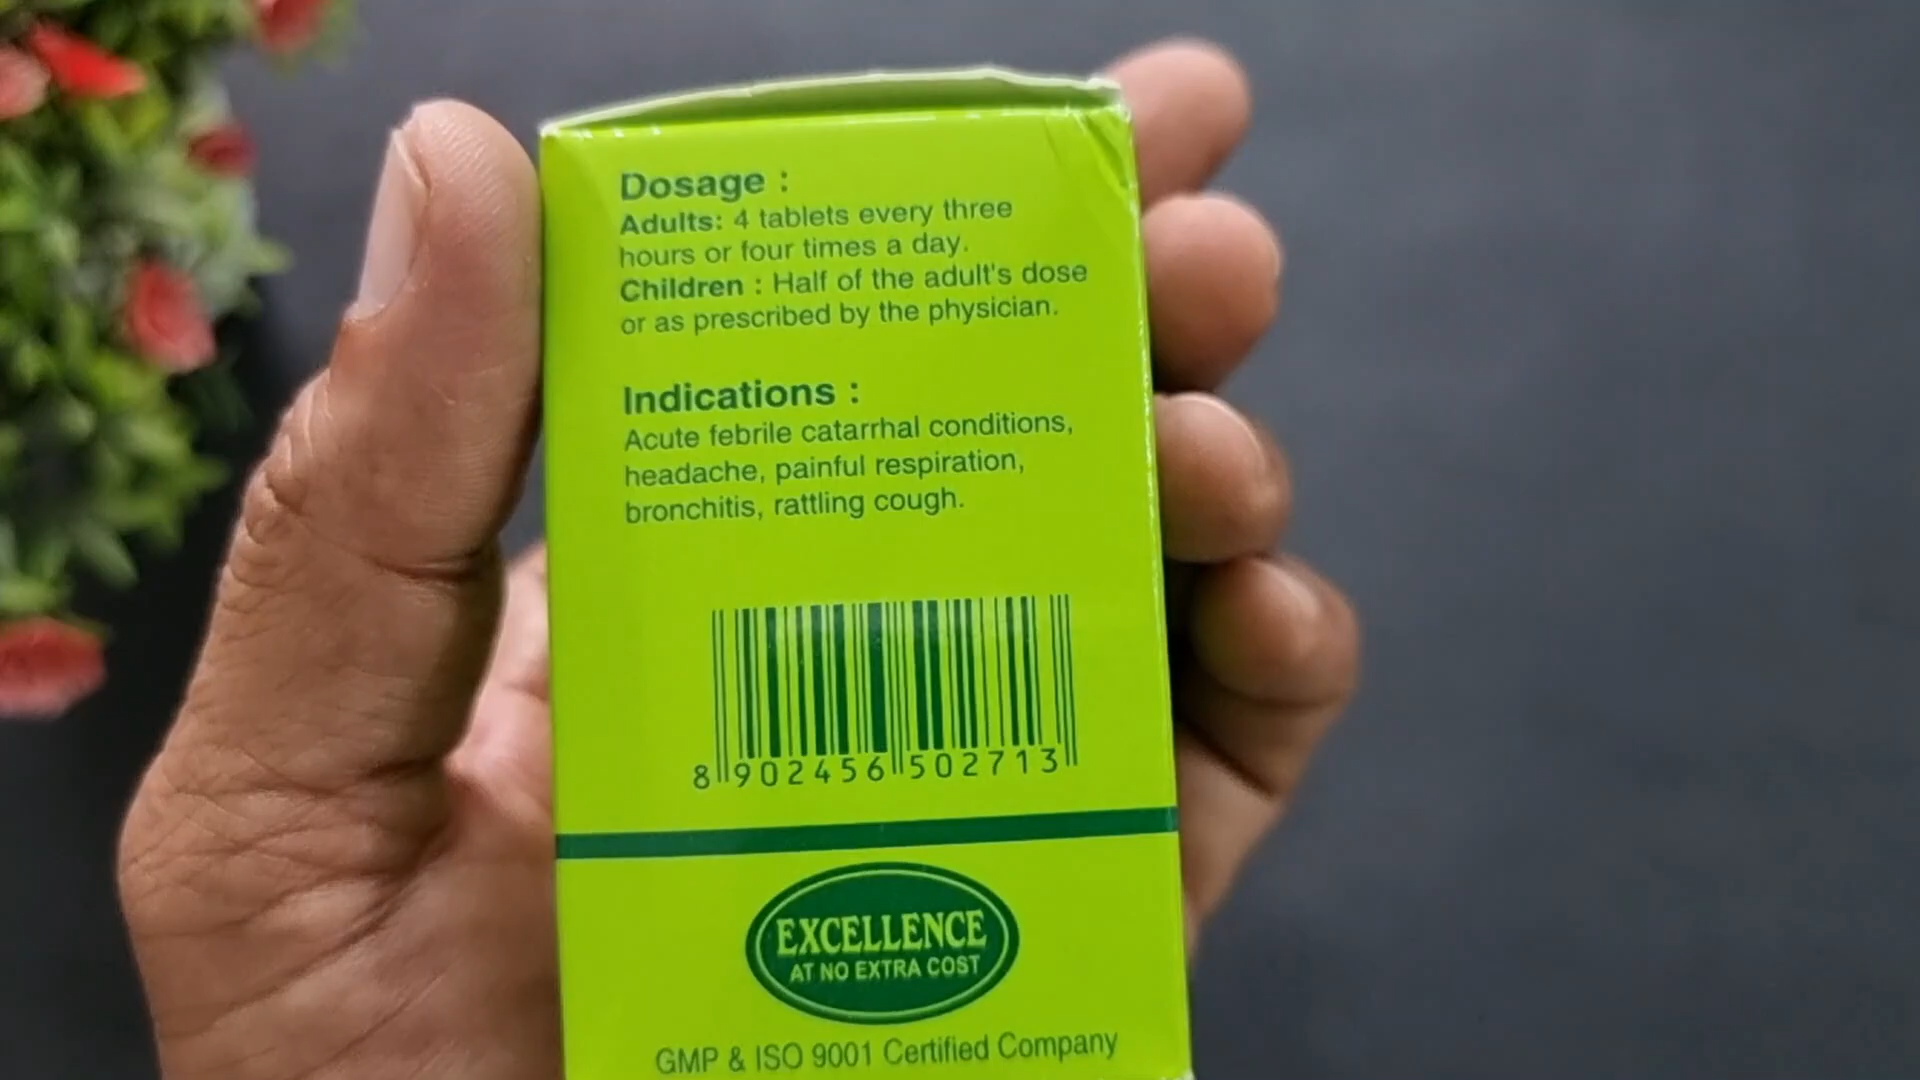 Dosage :
Adults: 4 tablets every three
hours or four times a day.
Children : Half of the adult's dose
or as prescribed by the physician.
Indications :
Acute febrile catarrhal conditions,
headache, painful respiration,
bronchitis, rattling cough.
8 902456 502713
EXCELLENCE
AT NO EXTRA COST
GMP & ISO 9001 Certified Company